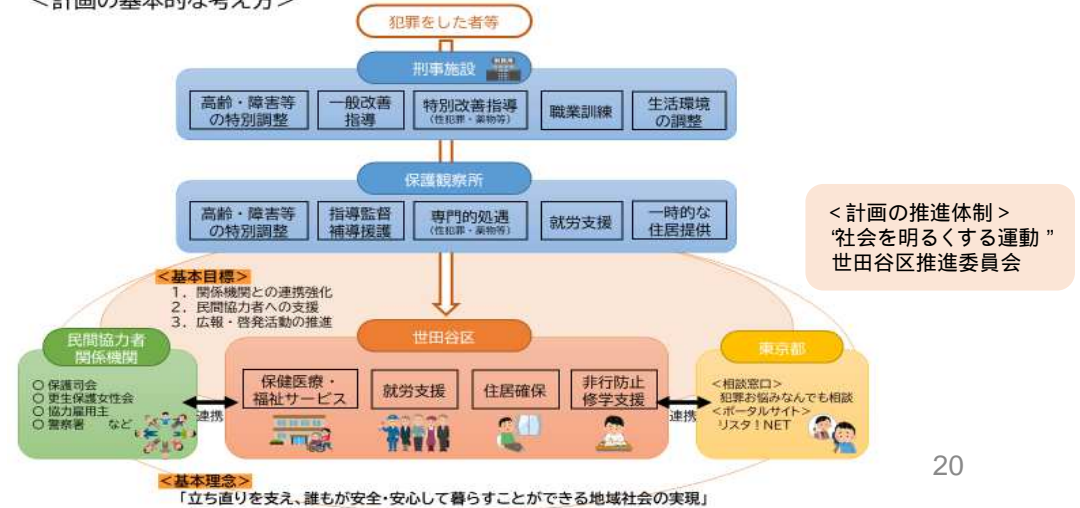 <計画の基本的な考え方>
犯罪をした者等
刑事施設
高齢・障害等
の特別調整
一般改善
指導
特別改善指導
(性犯罪・薬物等)
職業訓練
生活環境
の調整
保護観察所
高齢・障害等
の特別調整
指導監督
補導援護
専門的処遇
(性犯罪・薬物等)
就労支援
一時的な
住居提供
<計画の推進体制>
“社会を明るくする運動”
世田谷区推進委員会
<基本目標>
1．関係機関との連携強化
2．民間協力者への支援
3．広報・啓発活動の推進
民間協力者
関係機関
○ 保護司会
○ 更生保護女性会
○ 協力雇用主
○ 警察署 など
連携
世田谷区
保健医療・
福祉サービス
就労支援
住居確保
非行防止
修学支援
連携
東京都
<相談窓口>
犯罪お悩みなんでも相談
<ポータルサイト>
リスタ！NET
<基本理念>
「立ち直りを支え、誰もが安全・安心して暮らすことができる地域社会の実現」
20